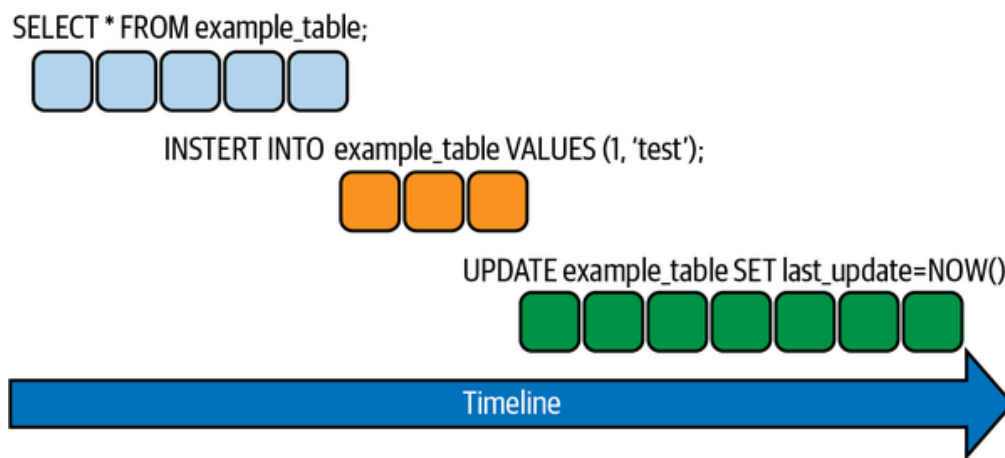 SELECT * FROM example_table;
INSTERT INTO example_table VALUES (1, ‘test’);
UPDATE example_table SET last_update=NOW()
Timeline